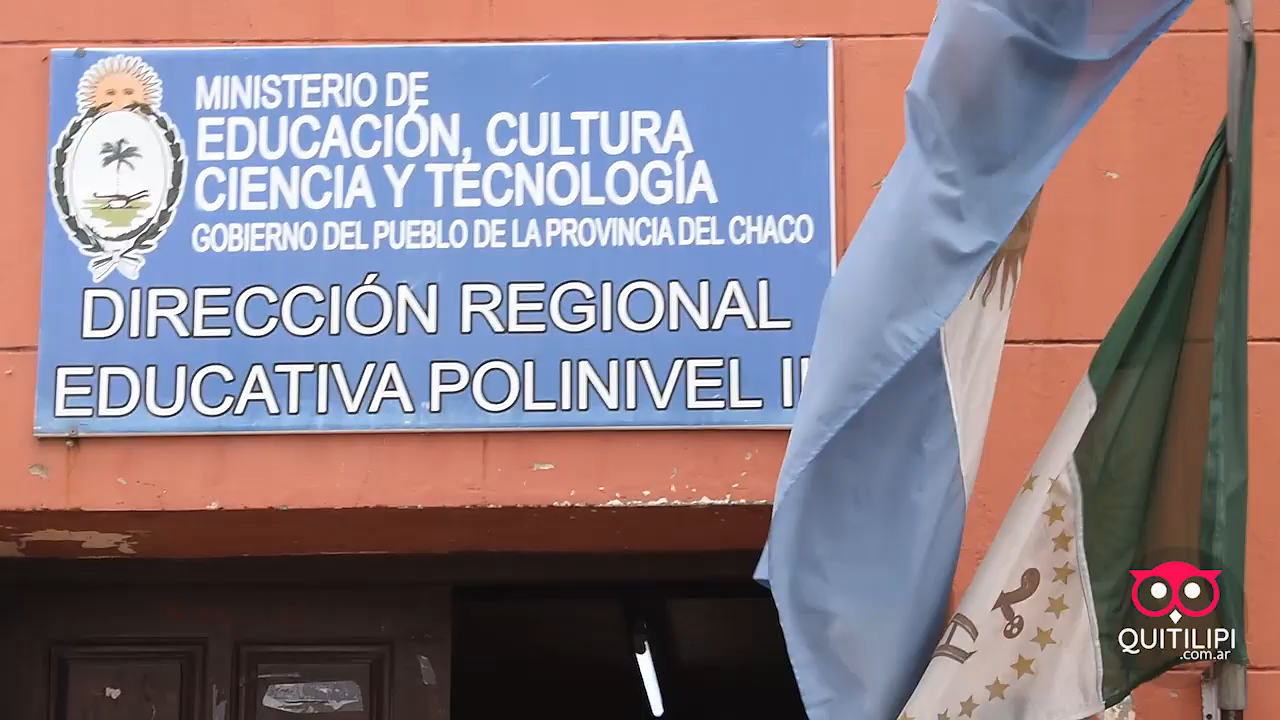 MINISTERIO DE
EDUCACIÓN, CULTURA
CIENCIA Y TECNOLOGÍA
GOBIERNO DEL PUEBLO DE LA PROVINCIA DEL CHACO
DIRECCIÓN REGIONAL
EDUCATIVA POLINIVEL
QUITILIPI
.com.ar